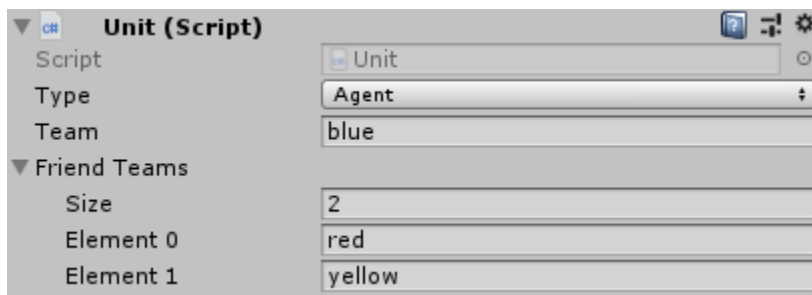 c# Unit (Script)
Script Unit
Type Agent
Team blue
Friend Teams
Size 2
Element 0 red
Element 1 yellow